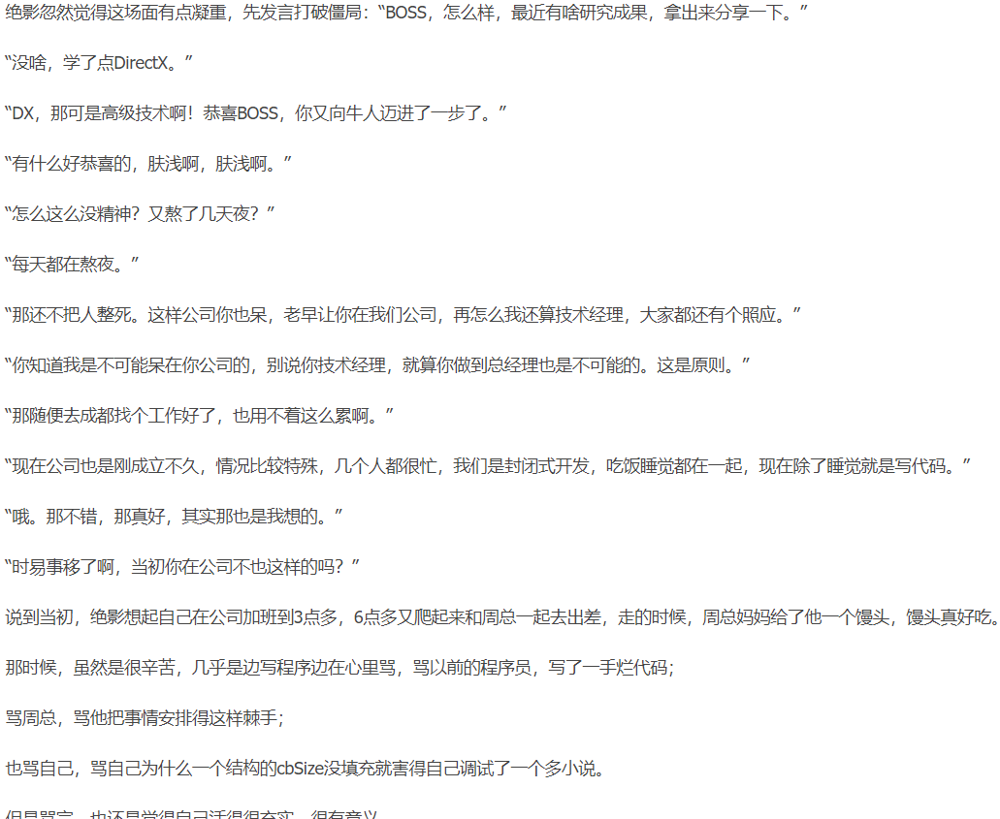 绝影忽然觉得这场面有点凝重，先发言打破僵局：“BOSS，怎么样，最近有啥研究成果，拿出来分享一下。”
“没啥，学了点DirectX。”
“DX，那可是高级技术啊！恭喜BOSS，你又向牛人迈进了一步了。”
“有什么好恭喜的，肤浅啊，肤浅啊。”
“怎么这么没精神？又熬了几天夜？”
“每天都在熬夜。”
“那还不把人整死。这样公司你也呆，老早让你在我们公司，再怎么我还算技术经理，大家都还有个照应。”
“你知道我是不可能呆在你公司的，别说你技术经理，就算你做到总经理也是不可能的。这是原则。”
“那随便去成都找个工作好了，也用不着这么累啊。”
“现在公司也是刚成立不久，情况比较特殊，几个人都很忙，我们是封闭式开发，吃饭睡觉都在一起，现在除了睡觉就是写代码。”
“哦。那不错，那真好，其实那也是我想的。”
“时易事移了啊，当初你在公司不也这样的吗？”
说到当初，绝影想起自己在公司加班到3点多，6点多又爬起来和周总一起去出差，走的时候，周总妈妈给了他一个馒头，馒头真好吃。
那时候，虽然是很辛苦，几乎是边写程序边在心里骂，骂以前的程序员，写了一手烂代码；
骂周总，骂他把事情安排得这样棘手；
也骂自己，骂自己为什么一个结构的cbSize没填充就害得自己调试了一个多小说。
但是骂完，也还是觉得自己活得很充实，很有意义